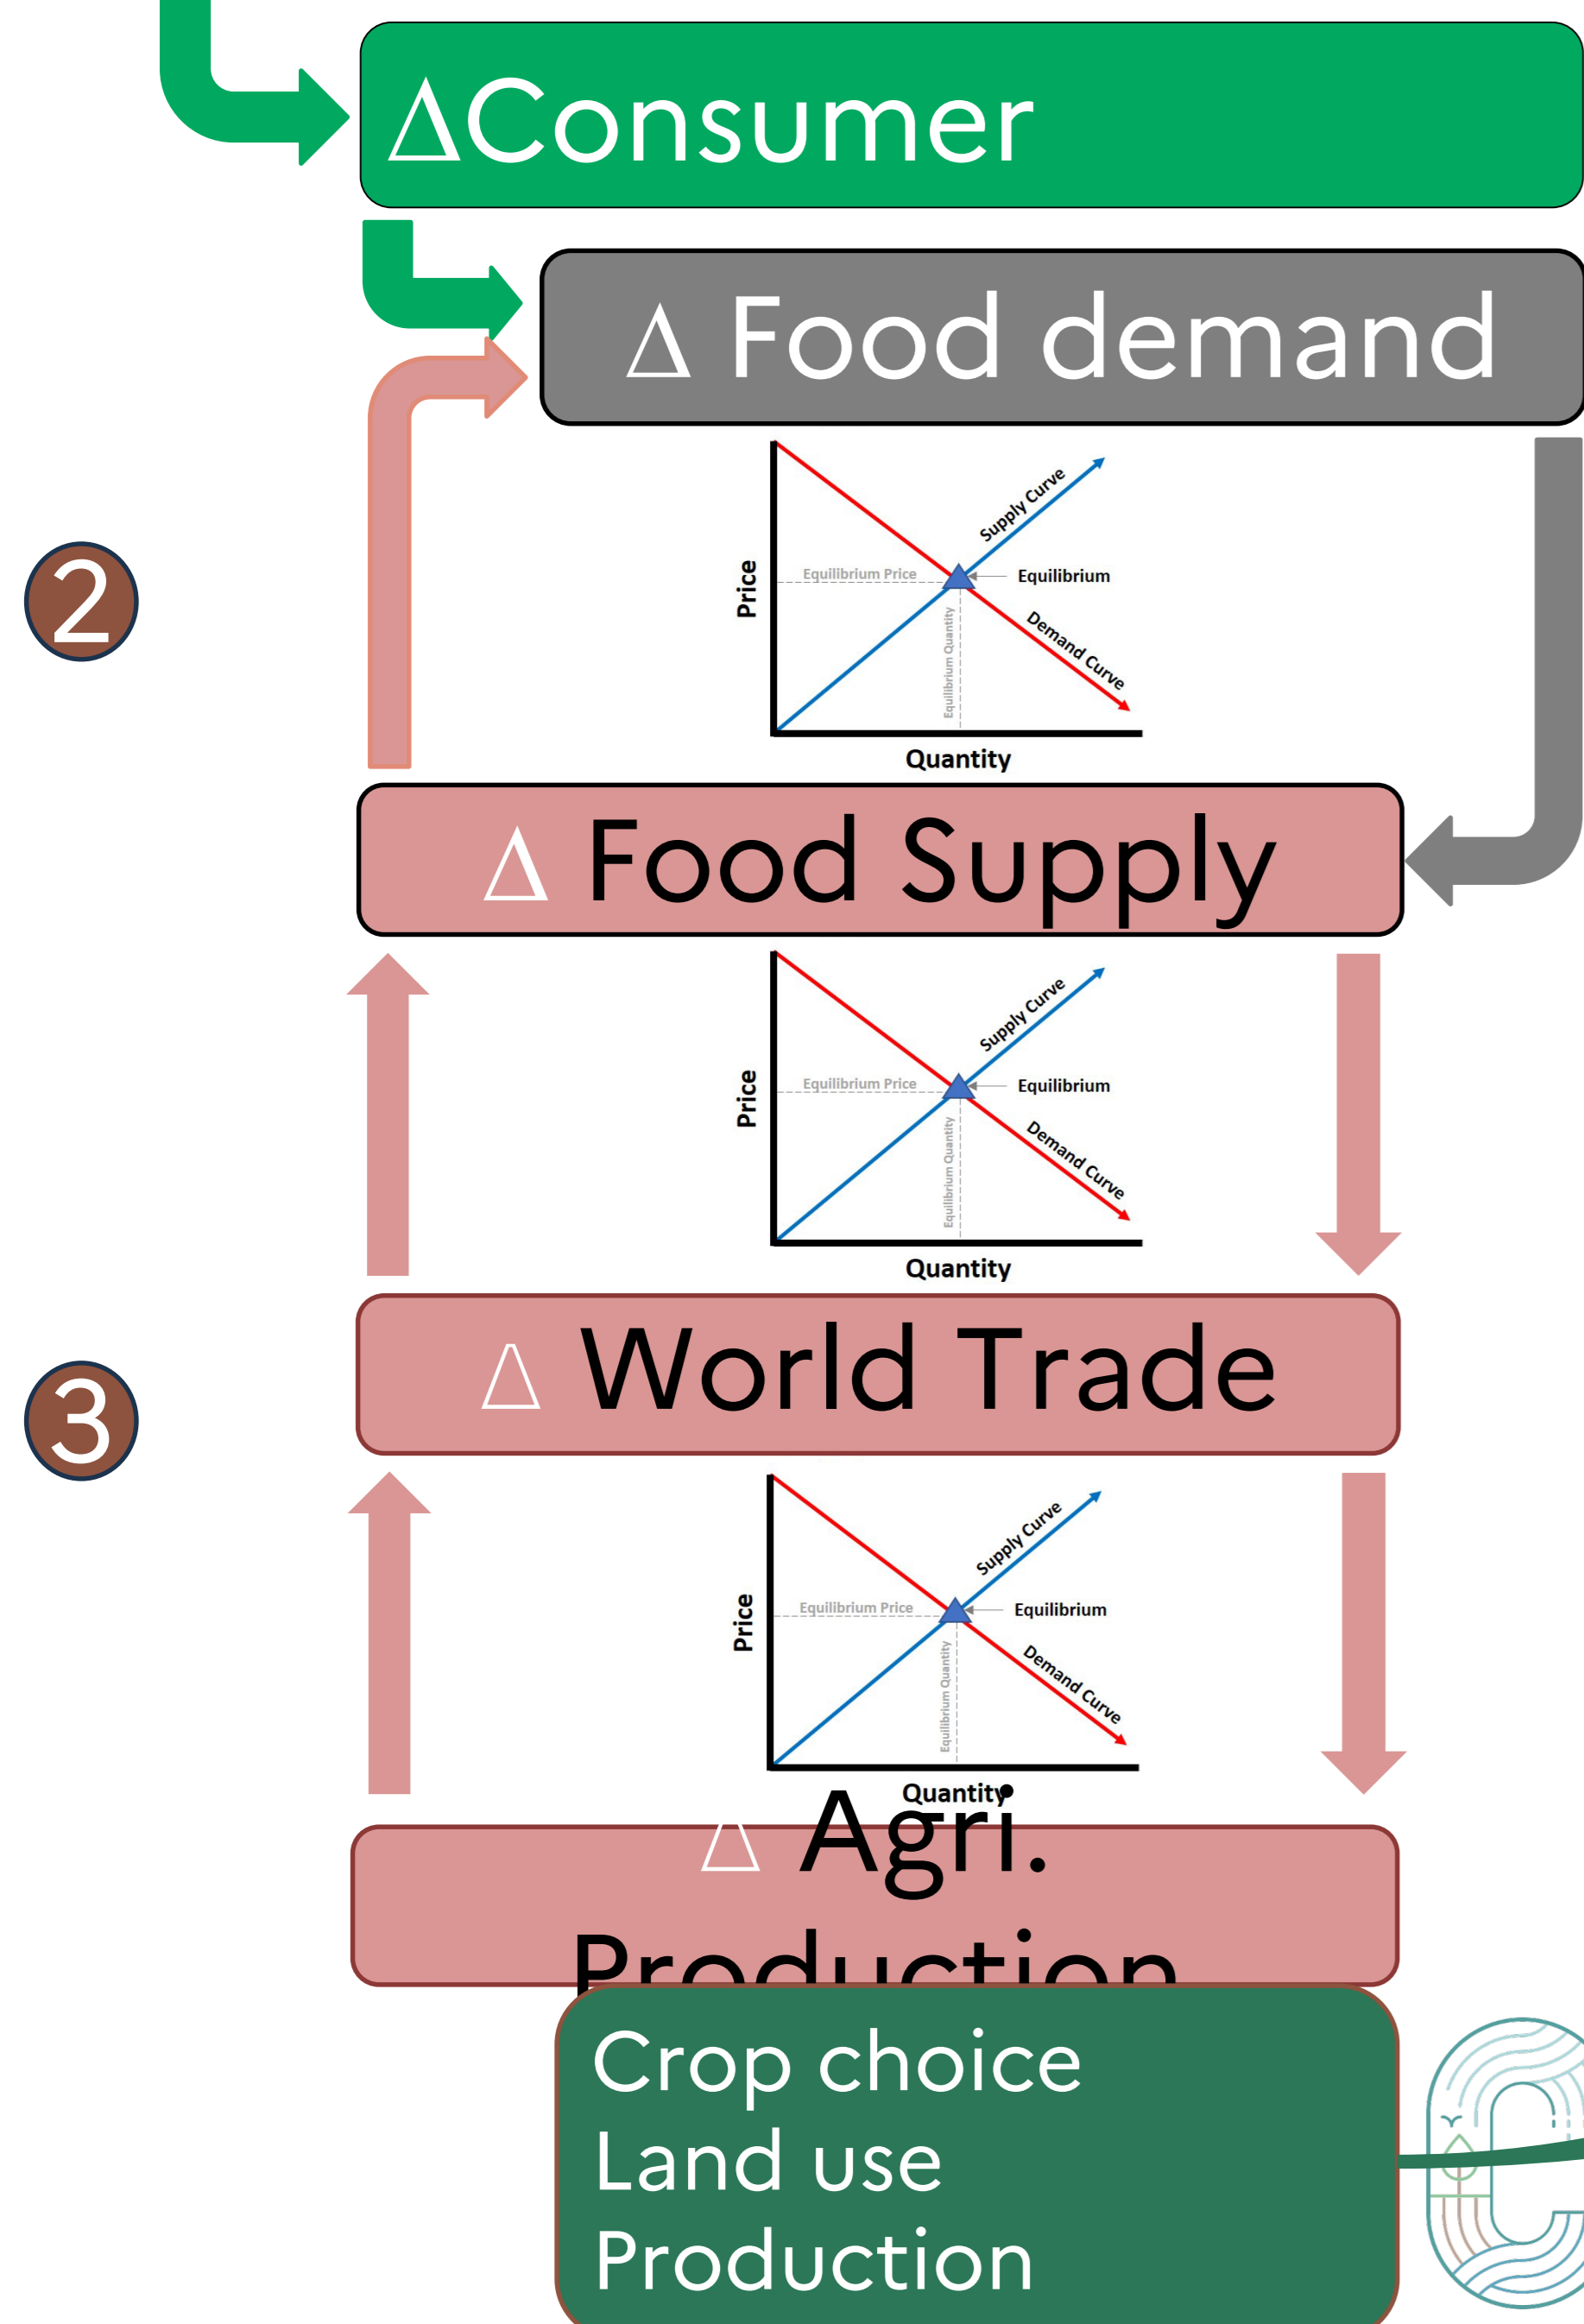 ΔConsumer
Δ Food demand
Supply Curve
Equilibrium Price
Equilibrium
Price
Equilibrium Quantity
Demand Curve
Quantity
2
Δ Food Supply
Supply Curve
Equilibrium Price
Equilibrium
Price
Equilibrium Quantity
Demand Curve
Quantity
Δ World Trade
3
Supply Curve
Equilibrium Price
Equilibrium
Price
Equilibrium Quantity
Demand Curve
Quantity
Δ Agri.
Production
Crop choice
Land use
Production